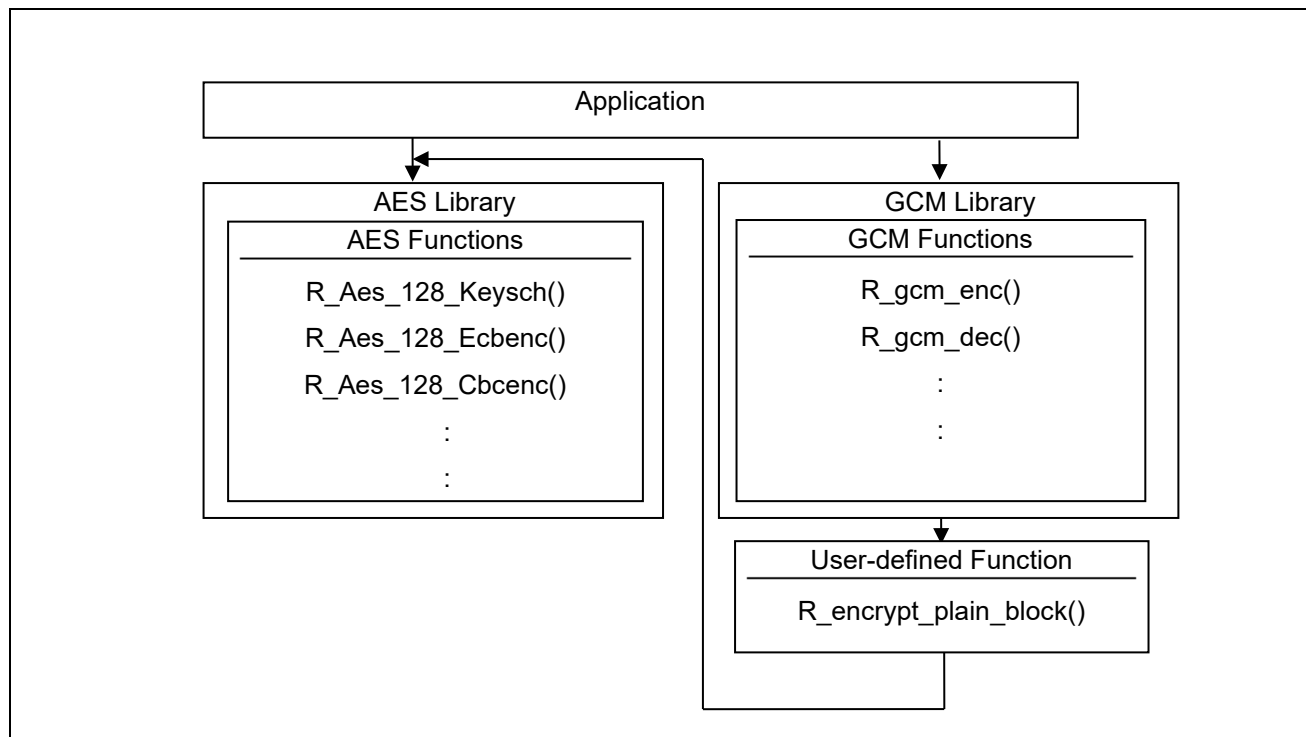 Application
AES Library
AES Functions
R_Aes_128_Keysch()
R_Aes_128_Ecbenc()
R_Aes_128_Cbcenc()
:
:
GCM Library
GCM Functions
R_gcm_enc()
R_gcm_dec()
:
:
User-defined Function
R_encrypt_plain_block()